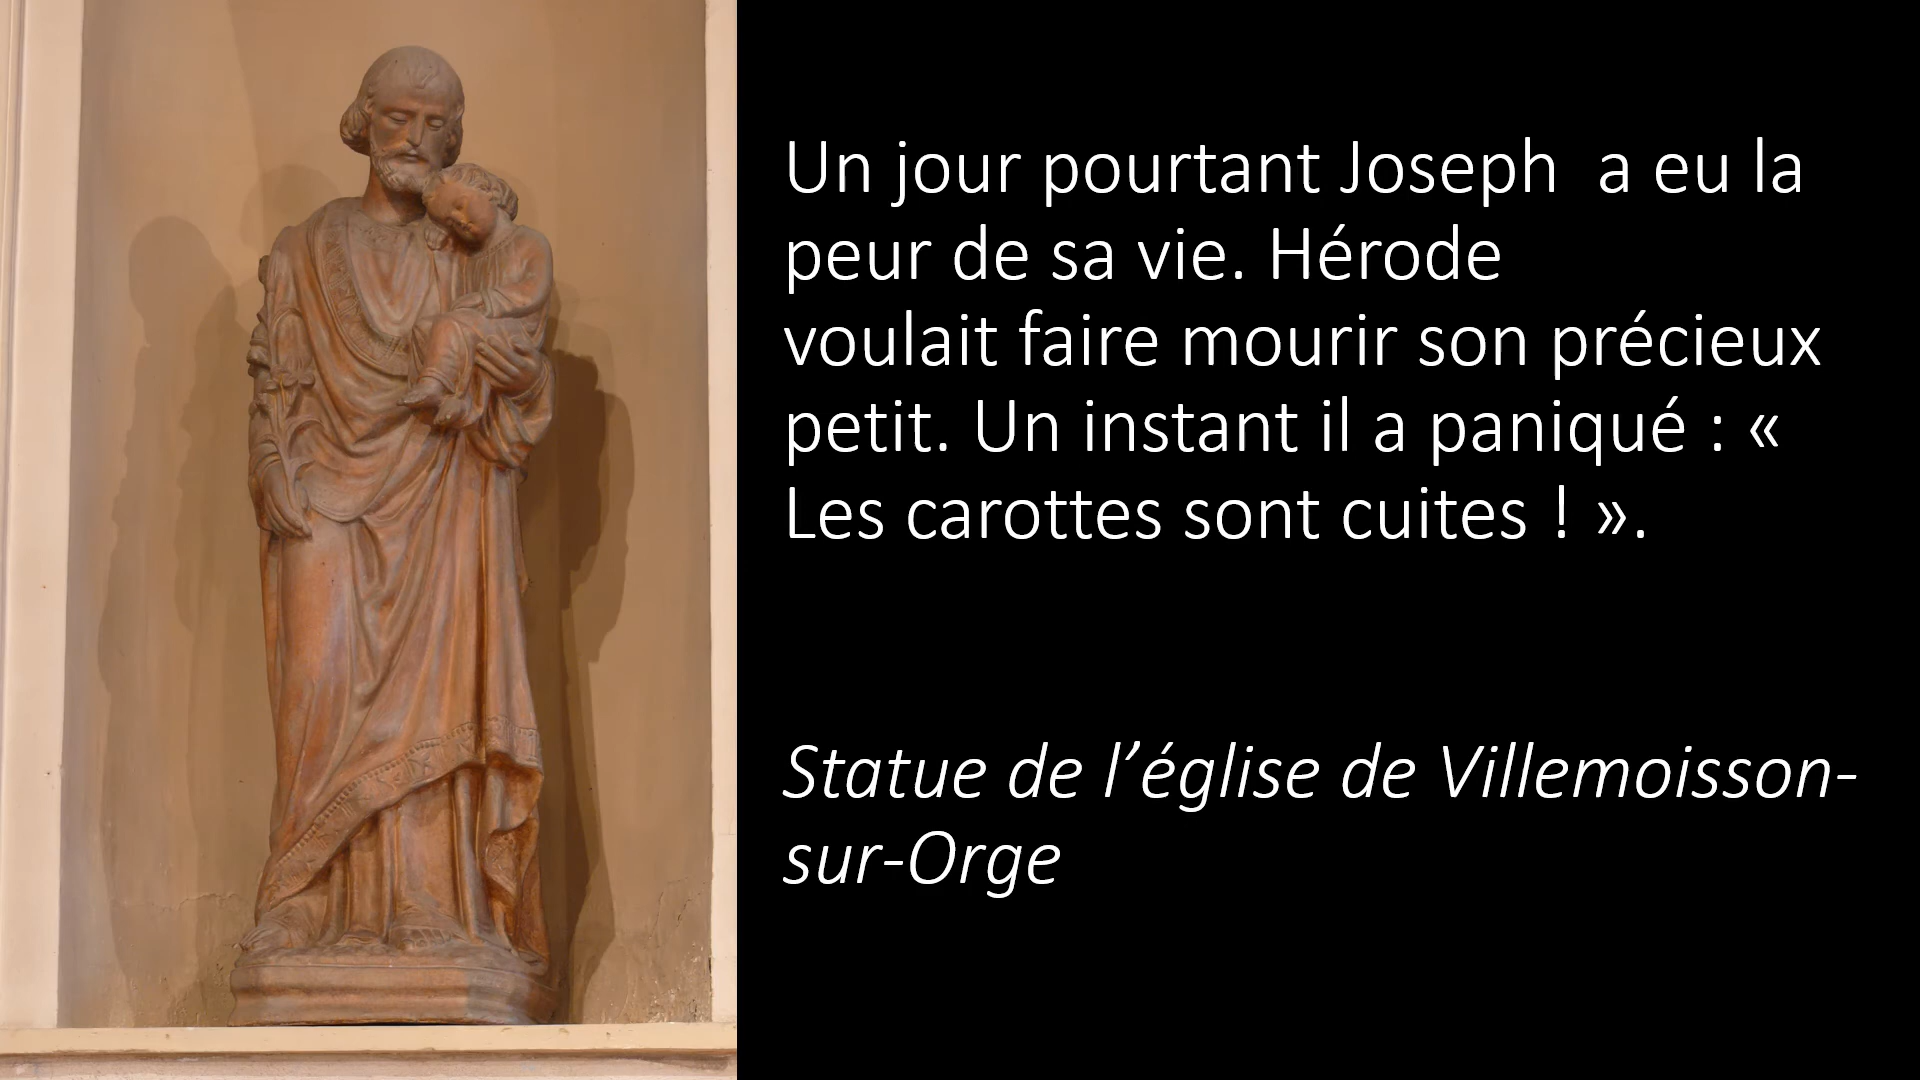 Un jour pourtant Joseph  a eu la
peur de sa vie. Hérode
voulait faire mourir son précieux
petit. Un instant il a paniqué : «
Les carottes sont cuites ! ».
Statue de l’église de Villemoisson-
sur-Orge